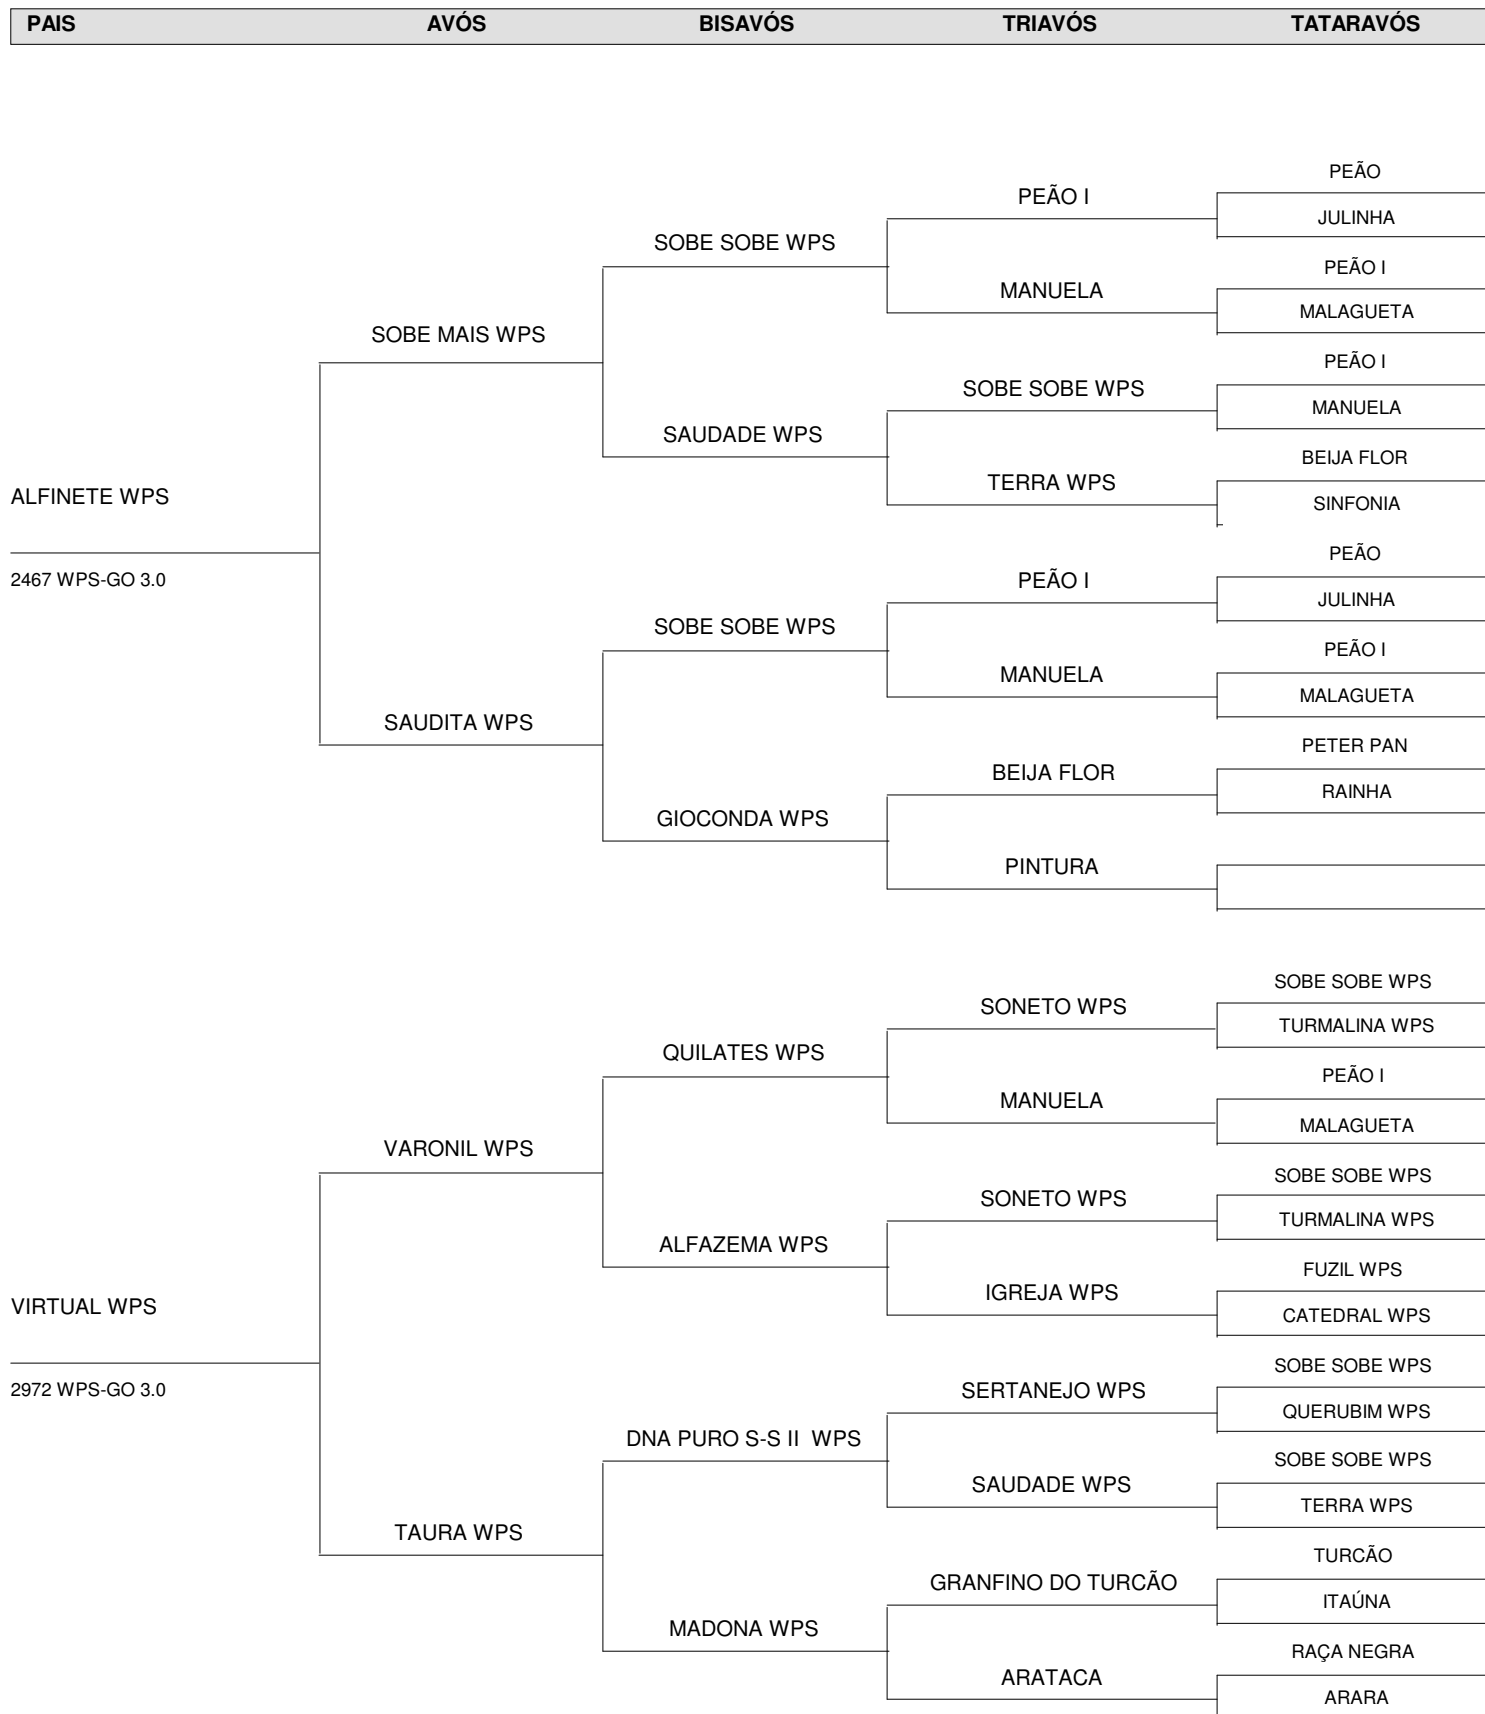 PAIS AVÓS BISAVÓS TRIAVÓS TATARAVÓS
PEÃO
PEÃO I
JULINHA
SOBE SOBE WPS
PEÃO I
MANUELA
MALAGUETA
SOBE MAIS WPS
PEÃO I
SOBE SOBE WPS
MANUELA
SAUDADE WPS
BEIJA FLOR
TERRA WPS
ALFINETE WPS
SINFONIA
PEÃO
2467 WPS-GO 3.0
PEÃO I
JULINHA
SOBE SOBE WPS
PEÃO I
MANUELA
MALAGUETA
SAUDITA WPS
PETER PAN
BEIJA FLOR
RAINHA
GIOCONDA WPS
PINTURA
SOBE SOBE WPS
SONETO WPS
TURMALINA WPS
QUILATES WPS
PEÃO I
MANUELA
MALAGUETA
VARONIL WPS
SOBE SOBE WPS
SONETO WPS
TURMALINA WPS
ALFAZEMA WPS
FUZIL WPS
IGREJA WPS
VIRTUAL WPS
CATEDRAL WPS
SOBE SOBE WPS
2972 WPS-GO 3.0
SERTANEJO WPS
QUERUBIM WPS
DNA PURO S-S II WPS
SOBE SOBE WPS
SAUDADE WPS
TERRA WPS
TAURA WPS
TURCÃO
GRANFINO DO TURCÃO
ITAÚNA
MADONA WPS
RAÇA NEGRA
ARATACA
ARARA